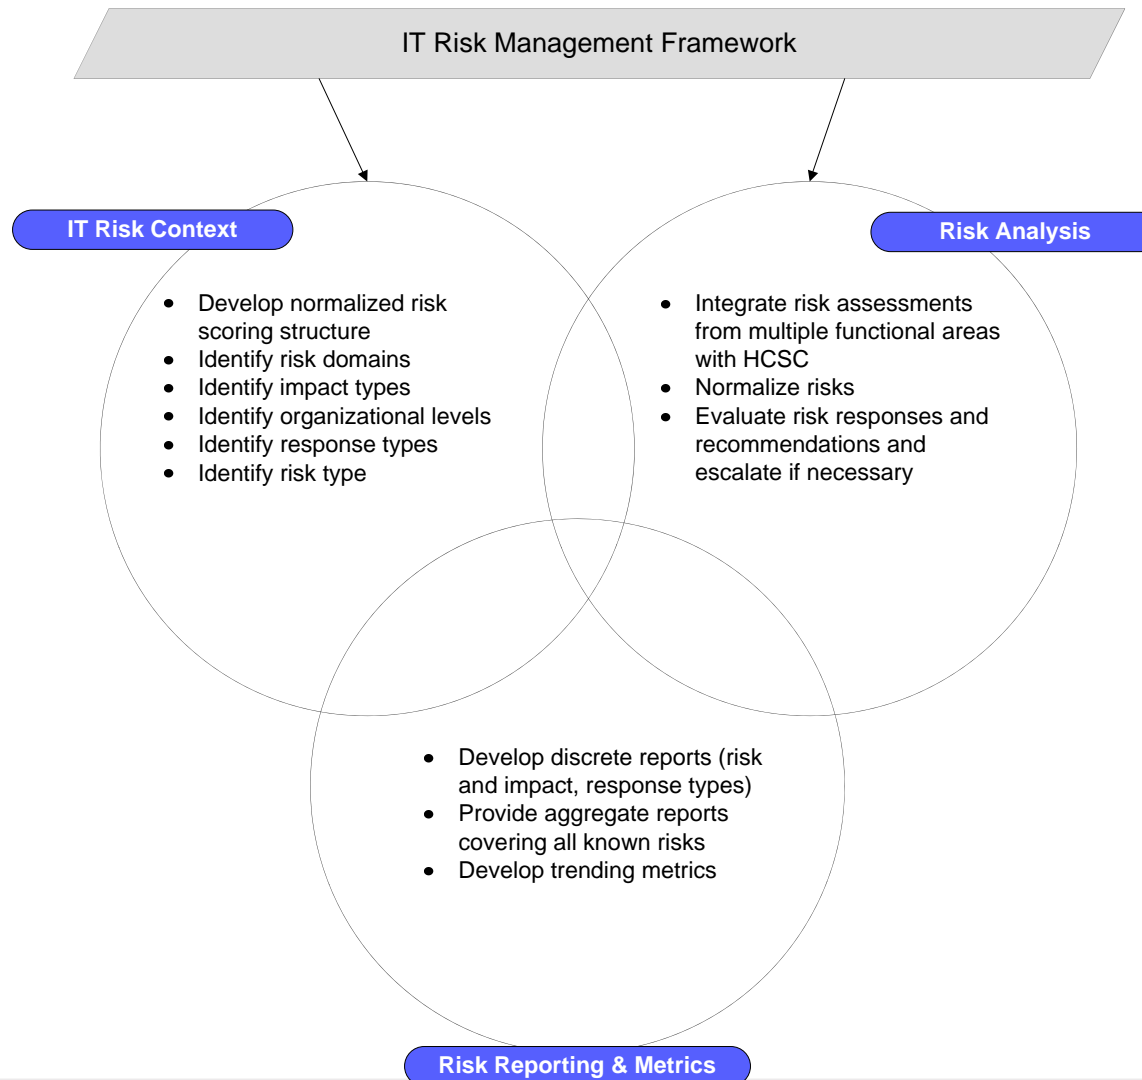 IT Risk Management Framework
IT Risk Context
Risk Analysis
• Develop normalized risk
scoring structure
• Identify risk domains
• Identify impact types
• Identify organizational levels
• Identify response types
• Identify risk type
• Integrate risk assessments
from multiple functional areas
with HCSC
• Normalize risks
• Evaluate risk responses and
recommendations and
escalate if necessary
• Develop discrete reports (risk
and impact, response types)
• Provide aggregate reports
covering all known risks
• Develop trending metrics
Risk Reporting & Metrics